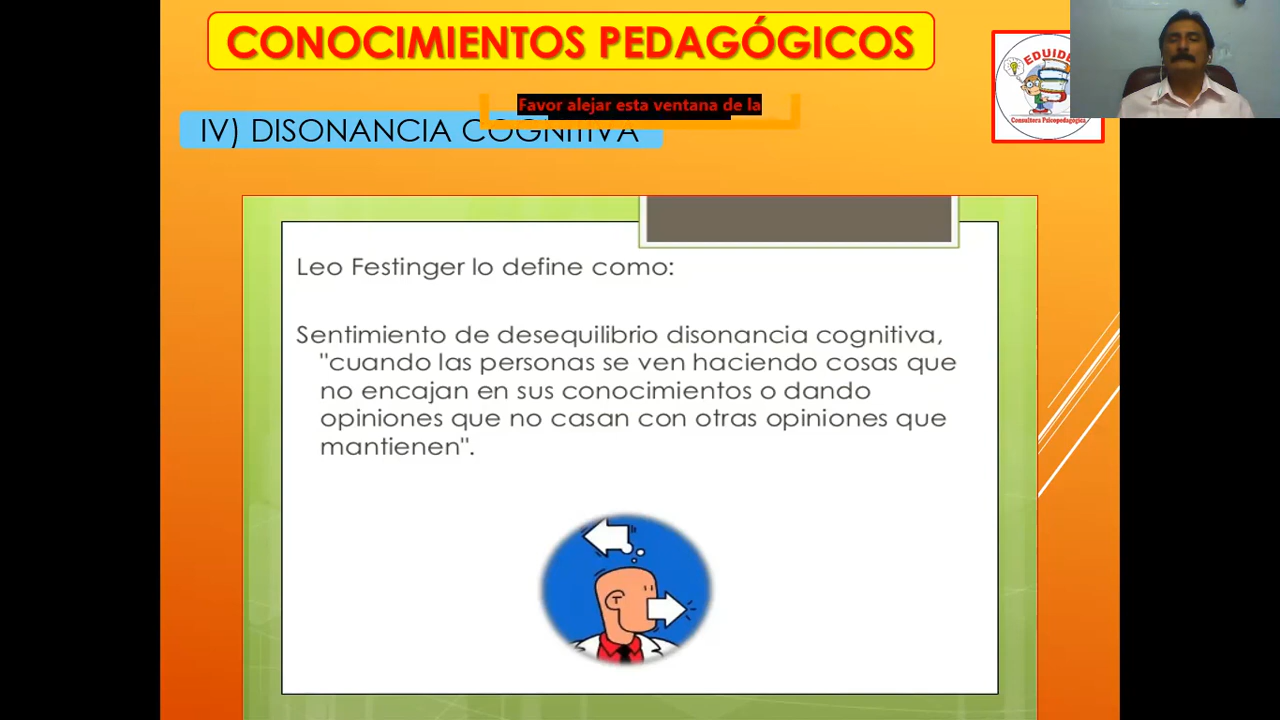 CONOCIMIENTOS PEDAGÓGICOS
EDUIDE
Favor alejar esta ventana de la
IV) DISONANCIA COGNITIVA
Consultora Psicopedagógica
Leo Festinger lo define como:
Sentimiento de desequilibrio disonancia cognitiva,
"cuando las personas se ven haciendo cosas que
no encajan en sus conocimientos o dando
opiniones que no casan con otras opiniones que
mantienen".